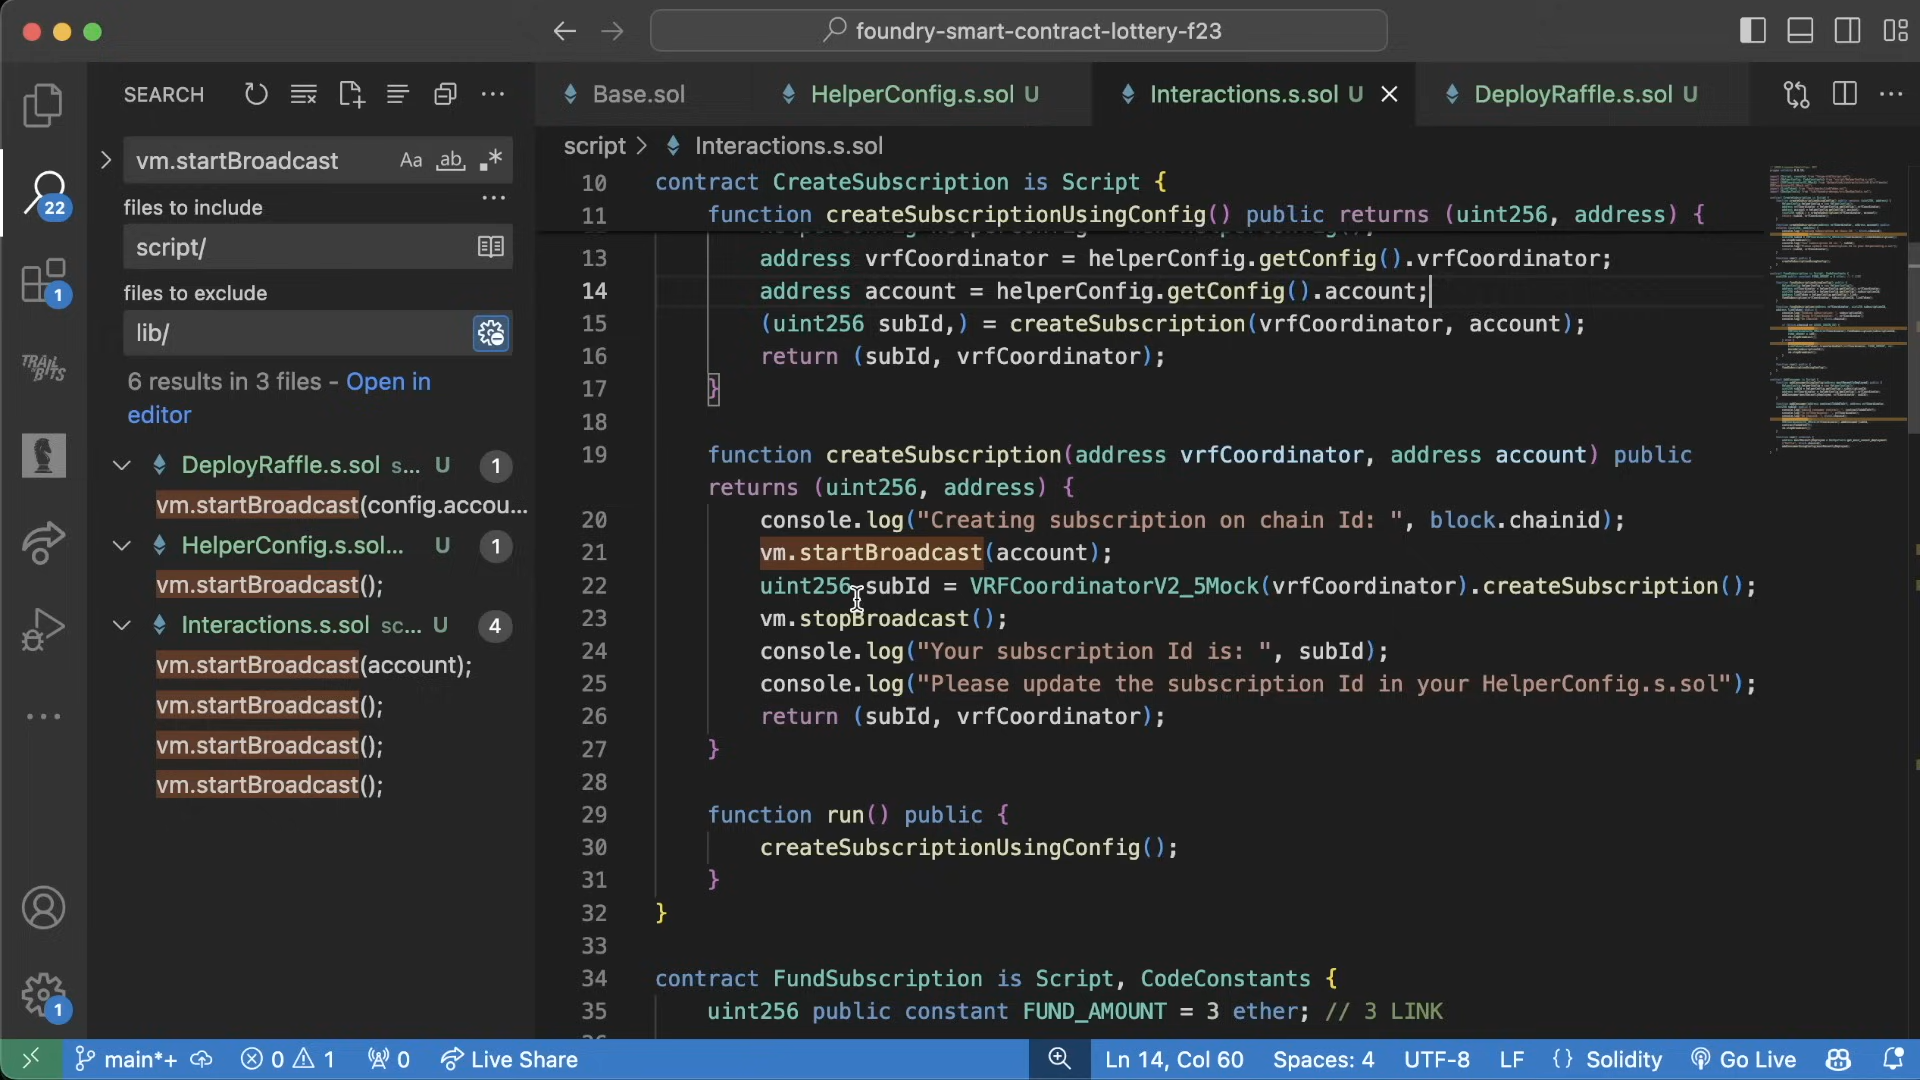 foundry-smart-contract-lottery-f23
SEARCH
vm.startBroadcast
Aa
ab
files to include
script/
files to exclude
lib/
6 results in 3 files - Open in
editor
DeployRaffle.s.sol s... U 1
vm.startBroadcast(config.accou...
HelperConfig.s.sol... U 1
vm.startBroadcast();
Interactions.s.sol sc... U 4
vm.startBroadcast(account);
vm.startBroadcast();
vm.startBroadcast();
vm.startBroadcast();
22
1
TRAIL
OF
BITS
1
Base.sol
HelperConfig.s.sol U
Interactions.s.sol U
DeployRaffle.s.sol U
script > Interactions.s.sol
10 contract CreateSubscription is Script {
11 function createSubscriptionUsingConfig() public returns (uint256, address) {
13 address vrfCoordinator = helperConfig.getConfig().vrfCoordinator;
14 address account = helperConfig.getConfig().account;
15 (uint256 subId,) = createSubscription(vrfCoordinator, account);
16 return (subId, vrfCoordinator);
17 }
18
19 function createSubscription(address vrfCoordinator, address account) public
returns (uint256, address) {
20 console.log("Creating subscription on chain Id: ", block.chainid);
21 vm.startBroadcast(account);
22 uint256 subId = VRFCoordinatorV2_5Mock(vrfCoordinator).createSubscription();
23 vm.stopBroadcast();
24 console.log("Your subscription Id is: ", subId);
25 console.log("Please update the subscription Id in your HelperConfig.s.sol");
26 return (subId, vrfCoordinator);
27 }
28
29 function run() public {
30 createSubscriptionUsingConfig();
31 }
32 }
33
34 contract FundSubscription is Script, CodeConstants {
35 uint256 public constant FUND_AMOUNT = 3 ether; // 3 LINK
main*+ 0 1 0 Live Share Ln 14, Col 60 Spaces: 4 UTF-8 LF {} Solidity Go Live